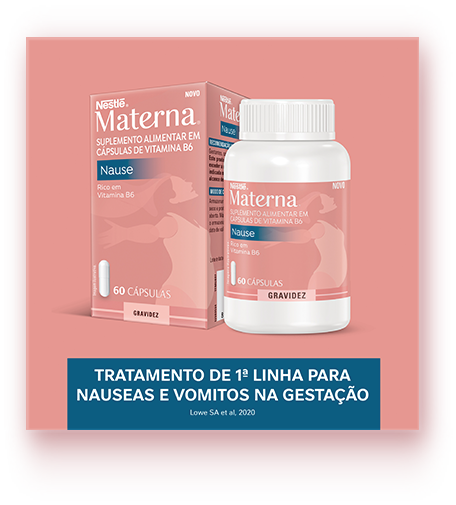 Nestlé
NOVO
Materna
SUPLEMENTO ALIMENTAR EM
CÁPSULAS DE VITAMINA B6
Nause
Rico em
Vitamina B6
60 CÁPSULAS
GRAVIDEZ
Nestlé
NOVO
Materna
SUPLEMENTO ALIMENTAR EM
CÁPSULAS DE VITAMINA B6
Nause
Rico em
Vitamina B6
60 CÁPSULAS
GRAVIDEZ
TRATAMENTO DE 1ª LINHA PARA
NAUSEAS E VOMITOS NA GESTAÇÃO
Lowe SA et al, 2020